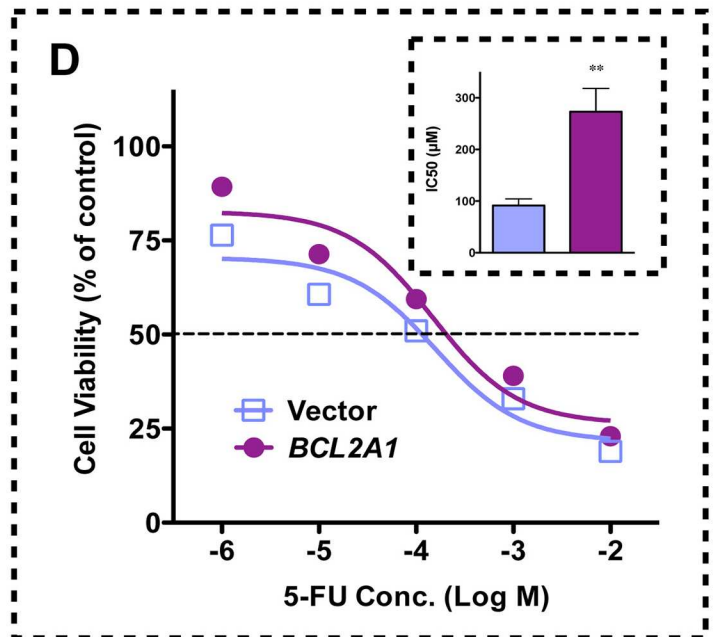 D
Cell Viability (% of control)
100
75
50
25
0
-6 -5 -4 -3 -2
5-FU Conc. (Log M)
Vector
BCL2A1
IC50 (µM)
300
200
100
0
**